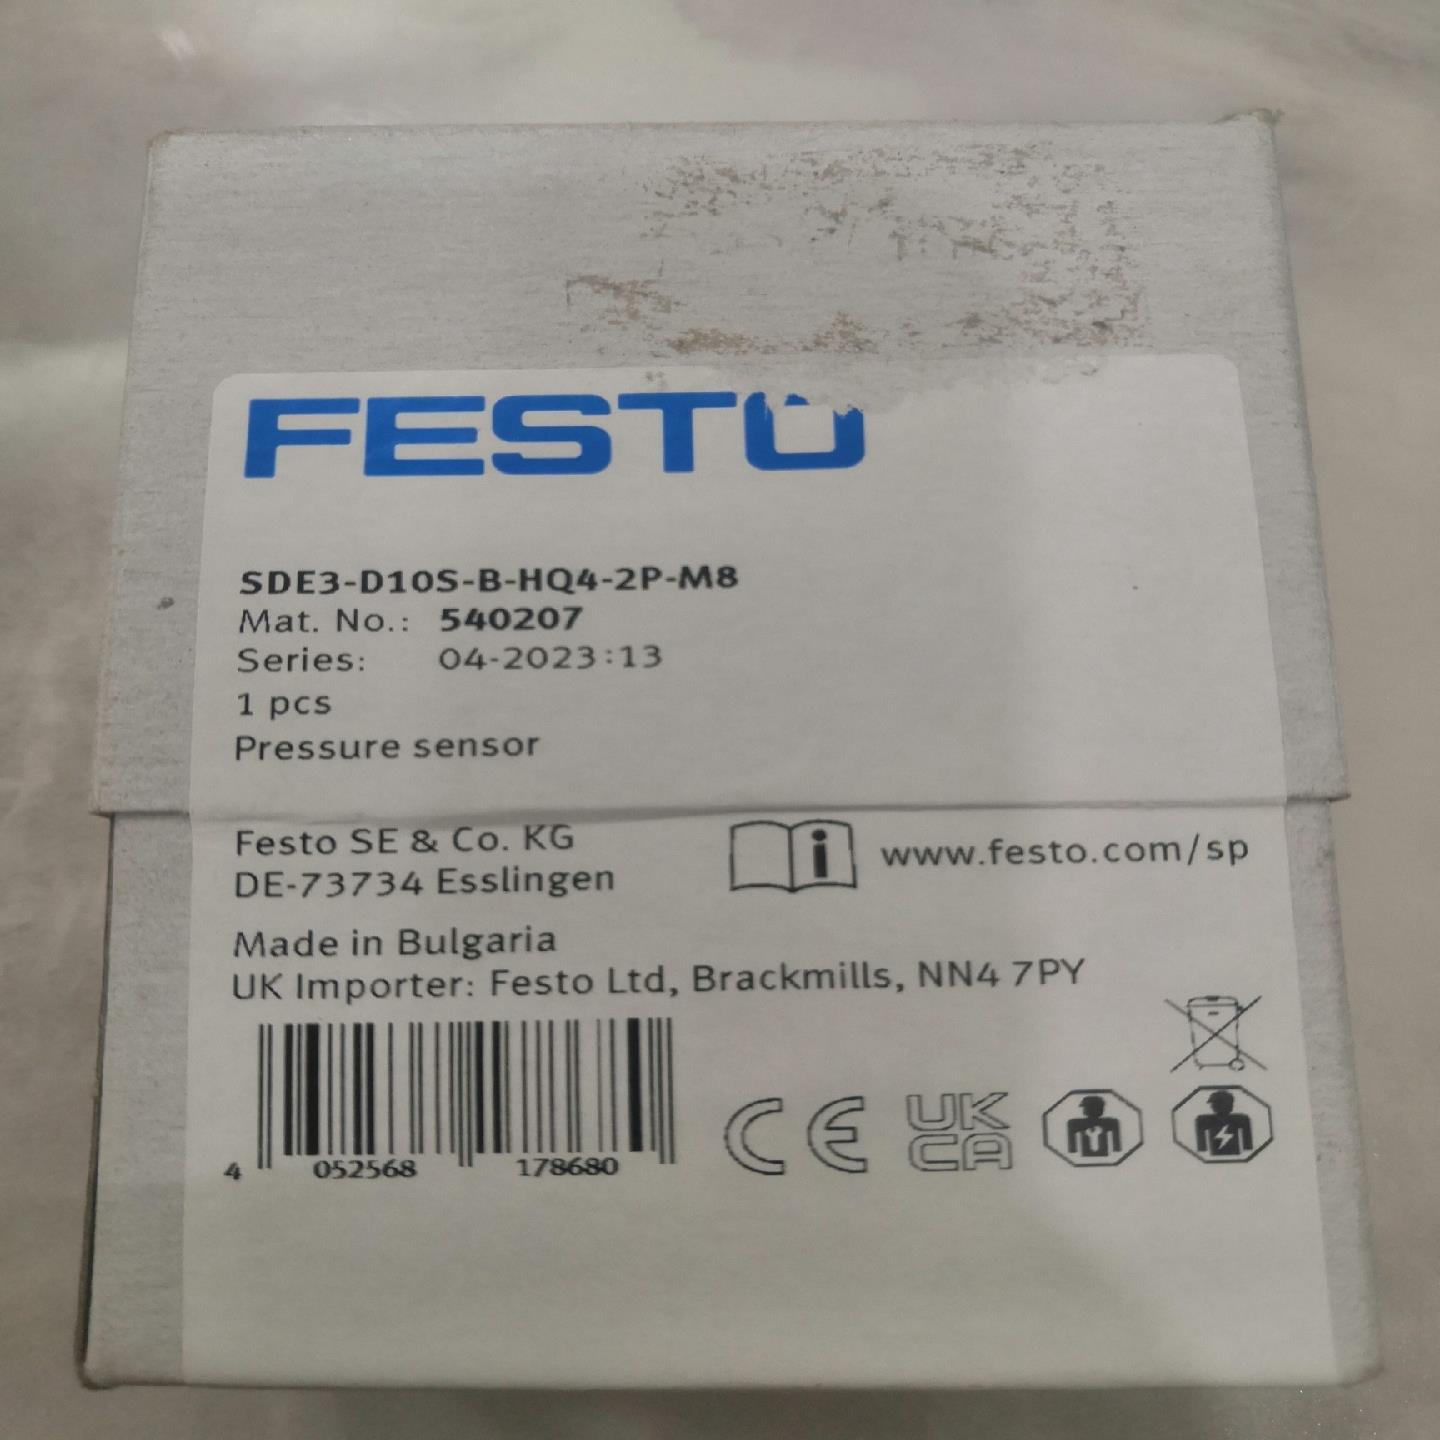 FESTO
SDE3-D10S-B-HQ4-2P-M8
Mat. No.: 540207
Series: 04-2023:13
1 pcs
Pressure sensor
Festo SE & Co. KG
DE-73734 Esslingen
i www.festo.com/sp
Made in Bulgaria
UK Importer: Festo Ltd, Brackmills, NN4 7PY
4 052568 178680
CE UK CA